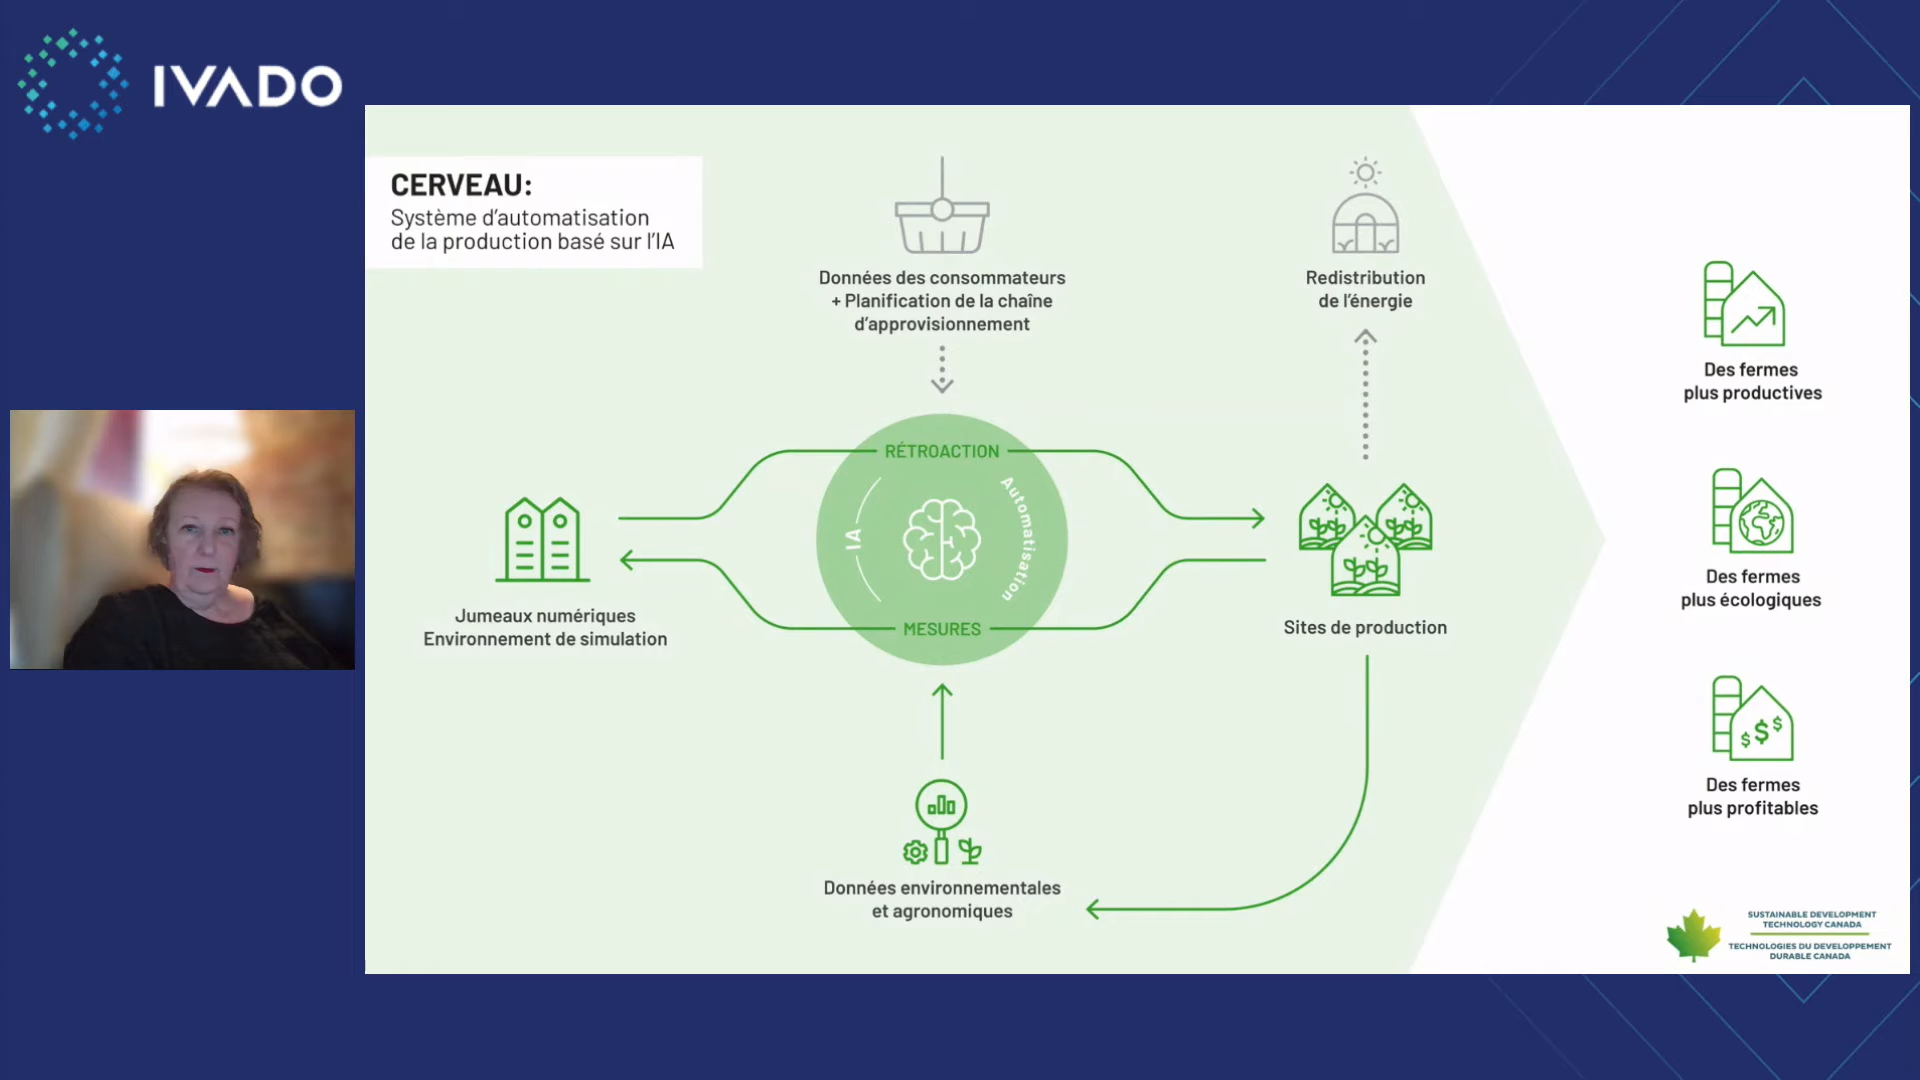 IVADO
CERVEAU:
Système d'automatisation
de la production basé sur l'IA
Données des consommateurs
+ Planification de la chaîne
d'approvisionnement
Redistribution
de l'énergie
RÉTROACTION
IA
Automatisation
MESURES
Jumeaux numériques
Environnement de simulation
Sites de production
Données environnementales
et agronomiques
Des fermes
plus productives
Des fermes
plus écologiques
$ $ $
Des fermes
plus profitables
SUSTAINABLE DEVELOPMENT
TECHNOLOGY CANADA
TECHNOLOGIES DU DEVELOPPEMENT
DURABLE CANADA